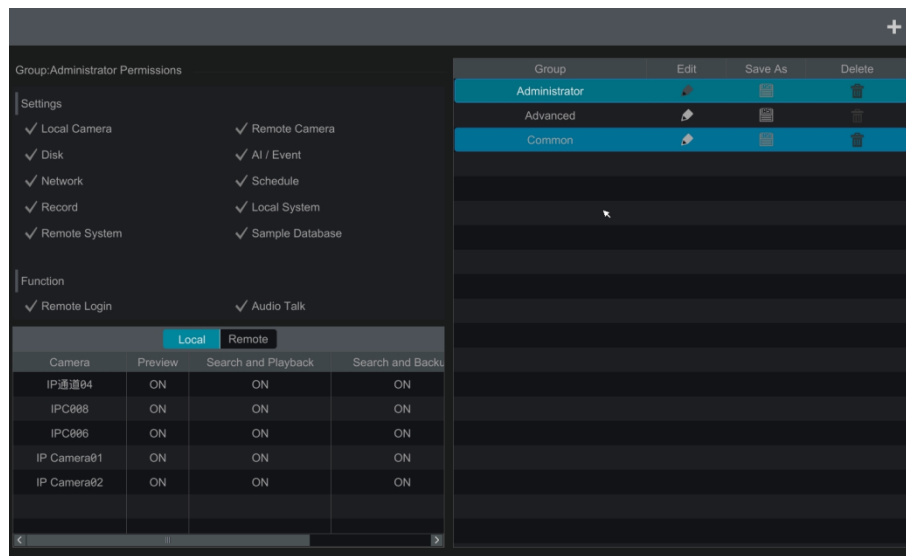 Group:Administrator Permissions
Settings
Local Camera Remote Camera
Disk AI / Event
Network Schedule
Record Local System
Remote System Sample Database
Function
Remote Login Audio Talk
Local Remote
Camera Preview Search and Playback Search and Backu
IP通道04 ON ON ON
IPC008 ON ON ON
IPC006 ON ON ON
IP Camera01 ON ON ON
IP Camera02 ON ON ON
Group Edit Save As Delete
Administrator
Advanced
Common